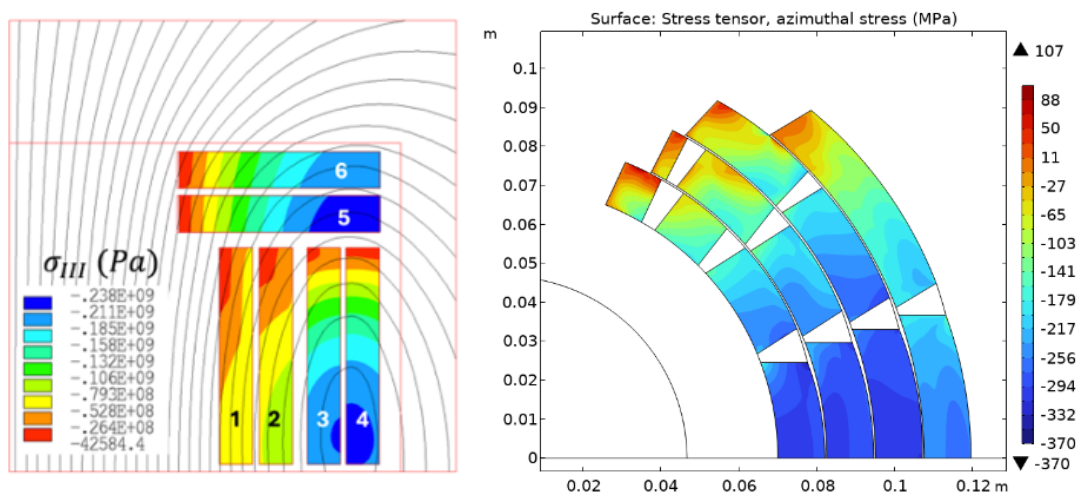 6
5
σ_III (Pa)
-.238E+09
-.211E+09
-.185E+09
-.158E+09
-.132E+09
-.106E+09
-.793E+08
-.528E+08
-.264E+08
-42584.4
1 2 3 4
Surface: Stress tensor, azimuthal stress (MPa)
m
0.1
0.09
0.08
0.07
0.06
0.05
0.04
0.03
0.02
0.01
0
0.02 0.04 0.06 0.08 0.1 0.12 m
107
88
50
11
-27
-65
-103
-141
-179
-217
-256
-294
-332
-370
-370